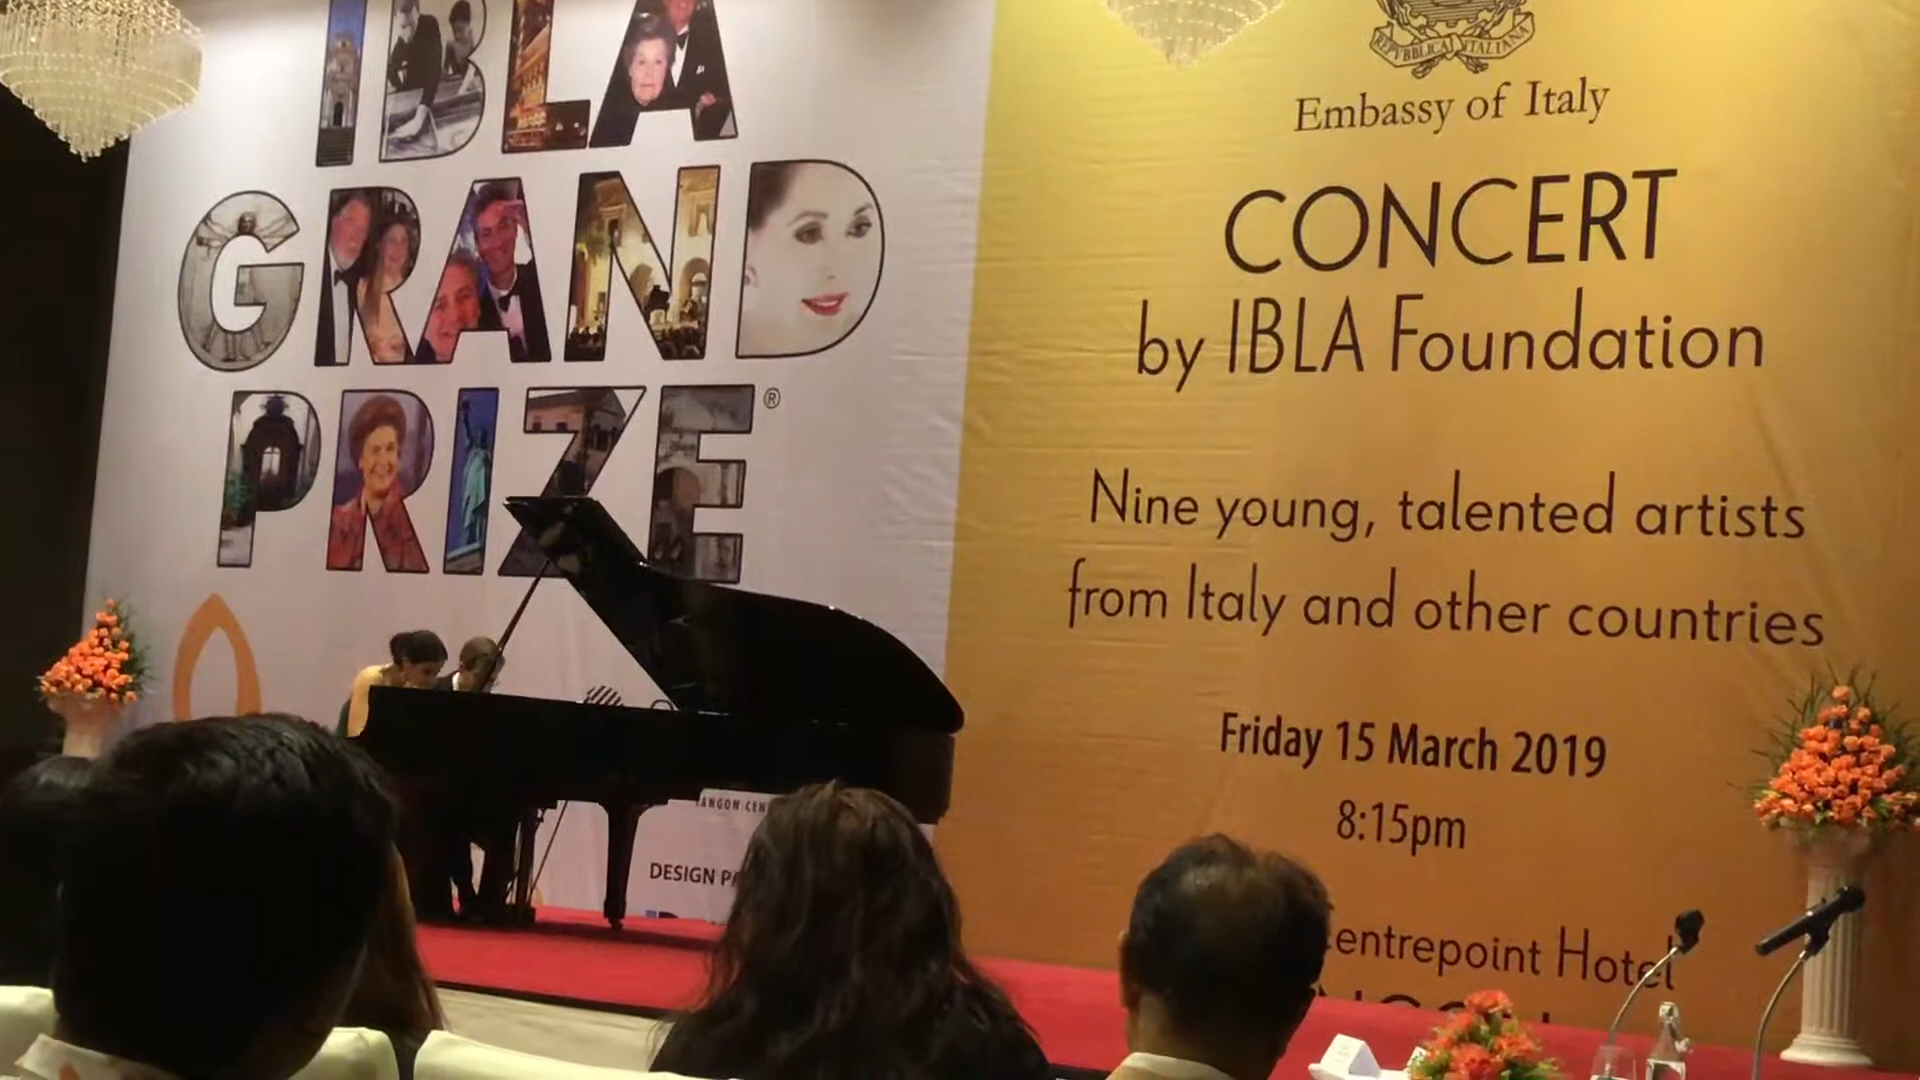 IBLA
GRAND
PRIZE®
DESIGN
REPVBBLICA ITALIANA
Embassy of Italy
CONCERT
by IBLA Foundation
Nine young, talented artists
from Italy and other countries
Friday 15 March 2019
8:15pm
entrepoint Hotel